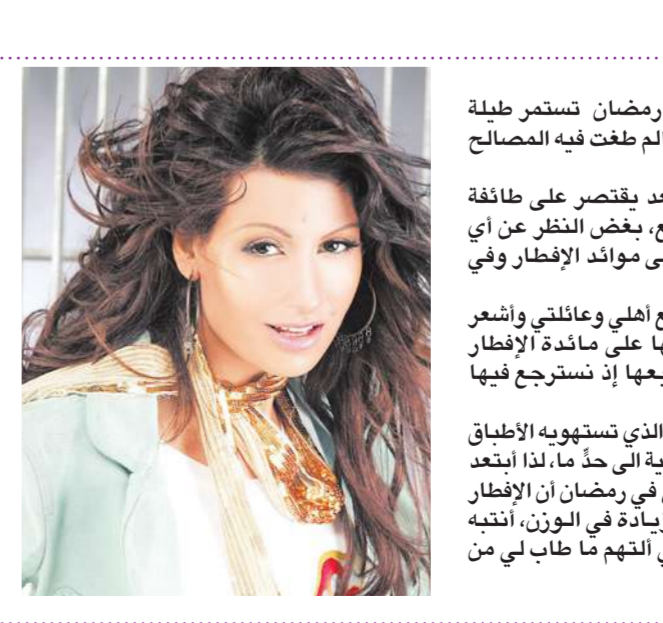 رمضان تستمر طيلة
الم طغت فيه المصالح
عد يقتصر على طائفة
ع، بغض النظر عن أي
ى موائد الإفطار وفي
ع أهلي وعائلتي وأشعر
ها على مائدة الإفطار
يعها إذ نسترجع فيها
الذي تستهويه الأطباق
ية الى حدٍّ ما، لذا أبتعد
ن في رمضان أن الإفطار
زيادة في الوزن، أنتبه
ي ألتهم ما طاب لي من